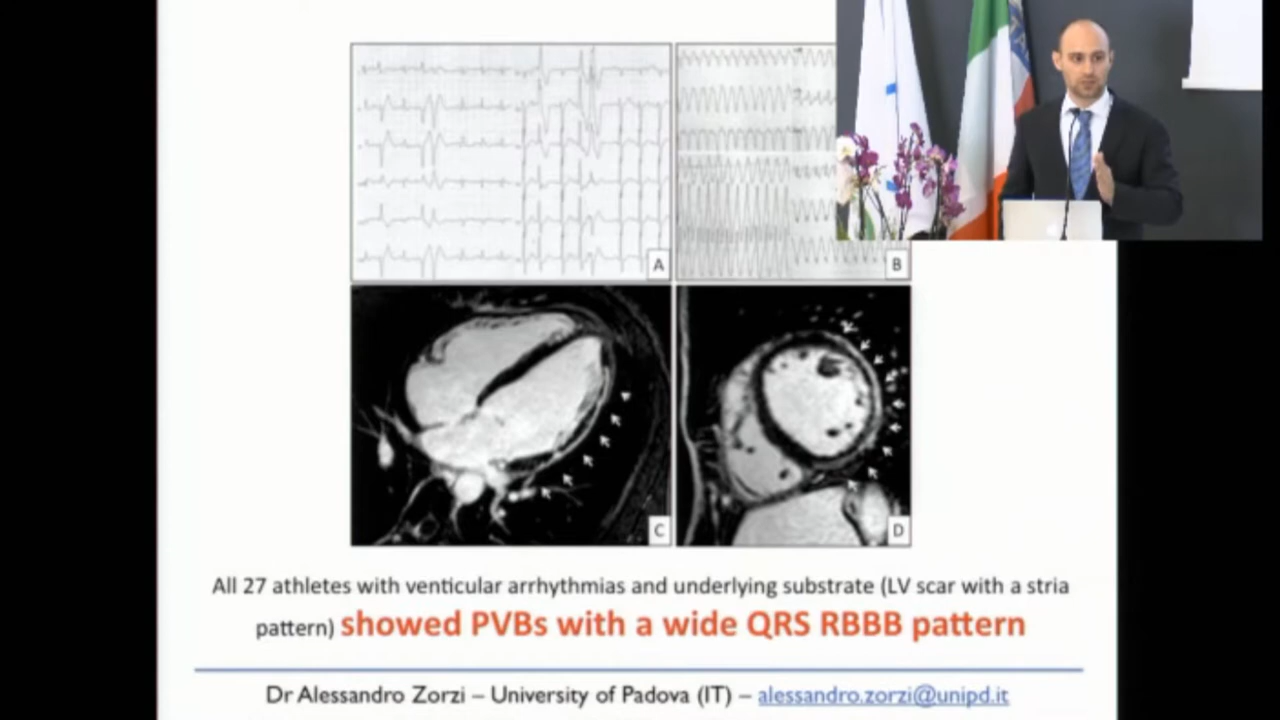 A
B
C
D
All 27 athletes with venticular arrhythmias and underlying substrate (LV scar with a stria
pattern) showed PVBs with a wide QRS RBBB pattern
Dr Alessandro Zorzi – University of Padova (IT) – alessandro.zorzi@unipd.it